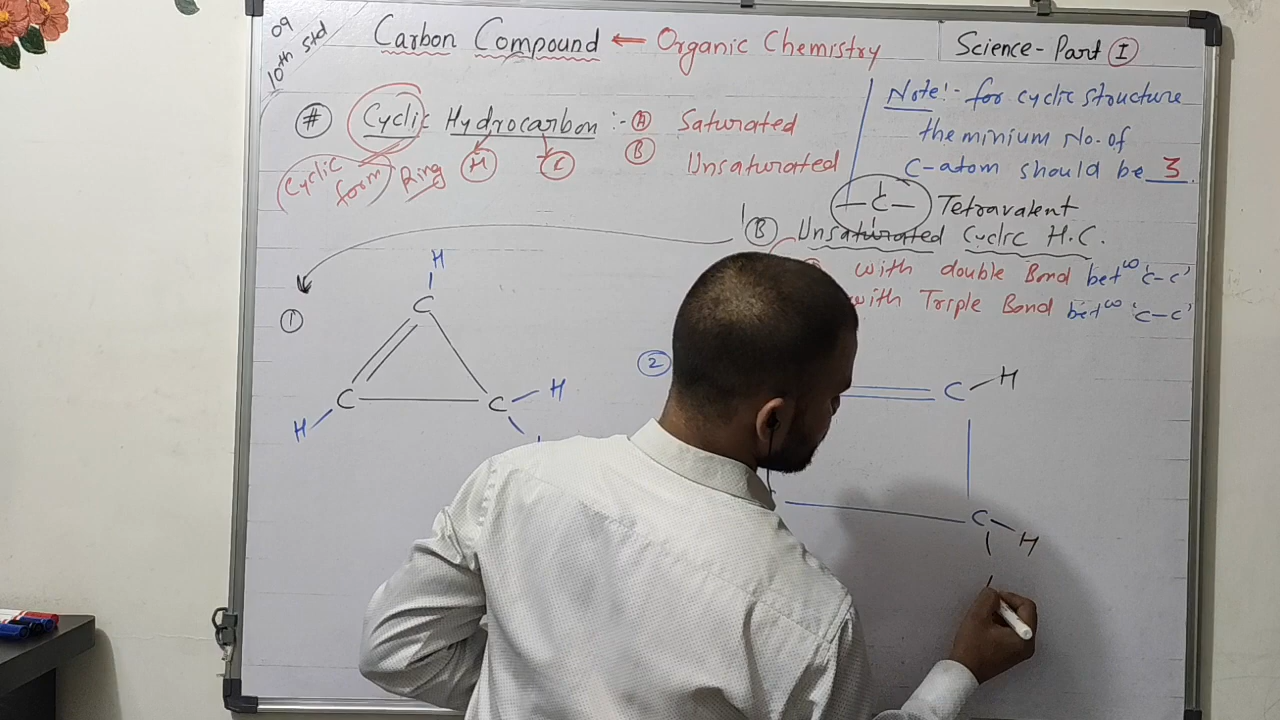 09
10th std
Carbon Compound ← Organic Chemistry
Science - Part I
# Cyclic Hydrocarbon :- A Saturated
B Unsaturated
Cyclic form Ring H C
Note:- for cyclic structure
the minium No. of
C-atom should be 3
-C- Tetravalent
B Unsaturated Cyclic H.C.
with double Bond betw 'C-C'
with Triple Bond betw 'C-C'
1
H
C
C C H
H
2
C H
C H